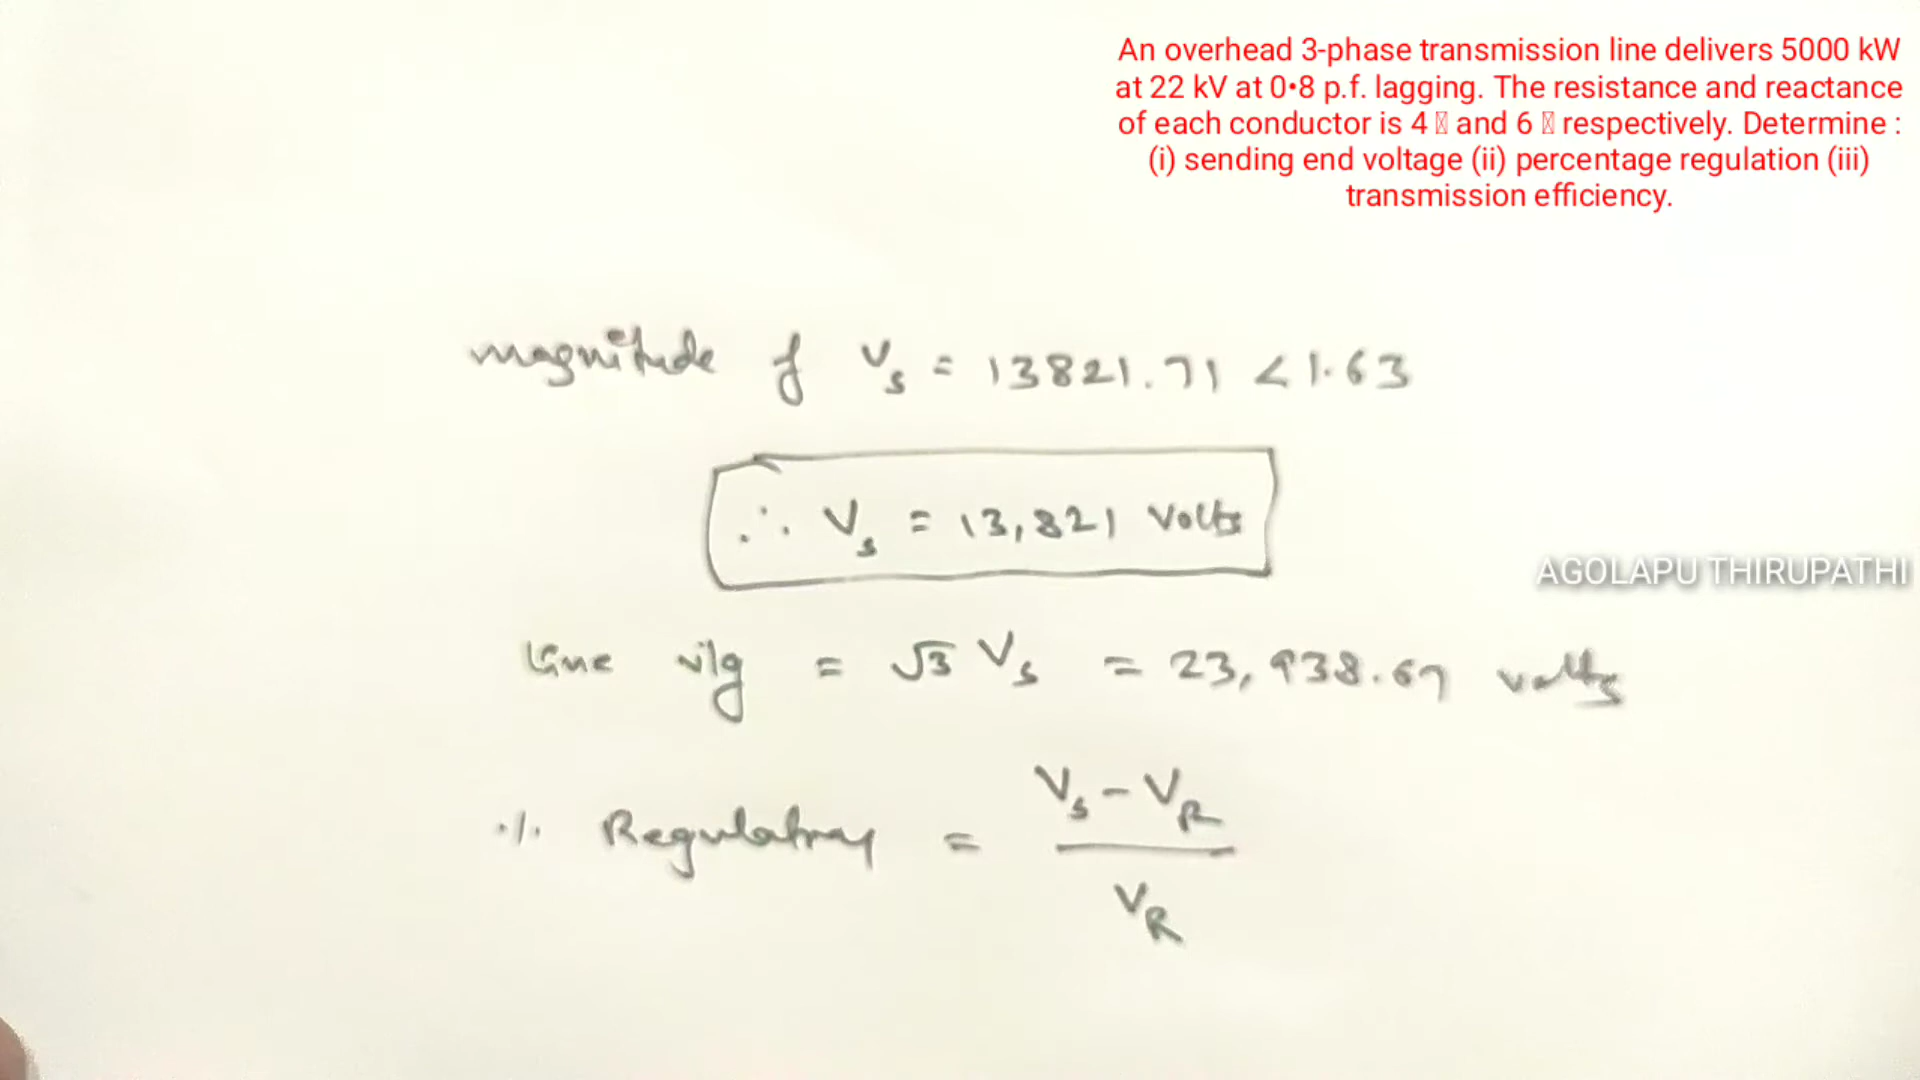 An overhead 3-phase transmission line delivers 5000 kW
at 22 kV at 0•8 p.f. lagging. The resistance and reactance
of each conductor is 4 and 6 respectively. Determine :
(i) sending end voltage (ii) percentage regulation (iii)
transmission efficiency.
magnitude of Vs = 13821.71 <1.63
∴ Vs = 13,821 Volts
AGOLAPU THIRUPATHI
Line v/g = √3 Vs = 23,938.67 volts
Vs - VR
% Regulation =
VR